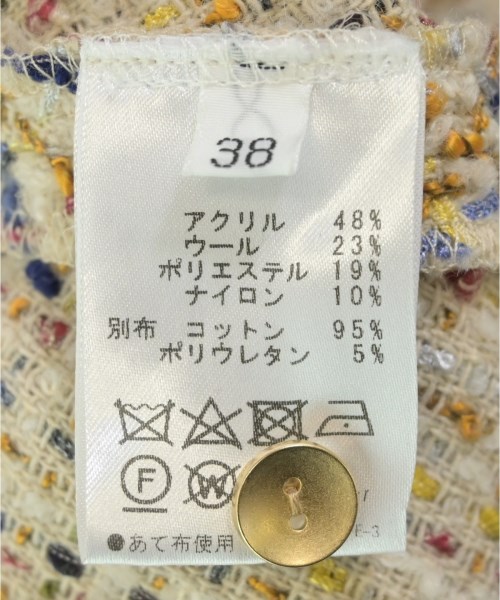 38
アクリル 48%
ウール 23%
ポリエステル 19%
ナイロン 10%
別布 コットン 95%
ポリウレタン 5%
F W
●あて布使用 E-3